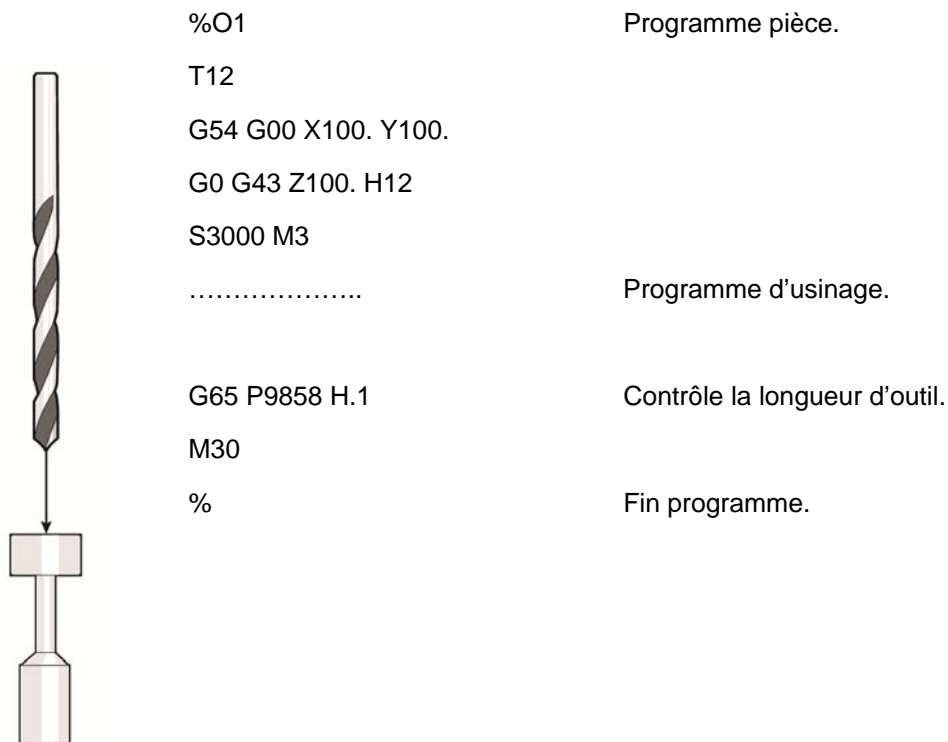 %O1 Programme pièce.
T12
G54 G00 X100. Y100.
G0 G43 Z100. H12
S3000 M3
……………….. Programme d’usinage.
G65 P9858 H.1 Contrôle la longueur d’outil.
M30
% Fin programme.